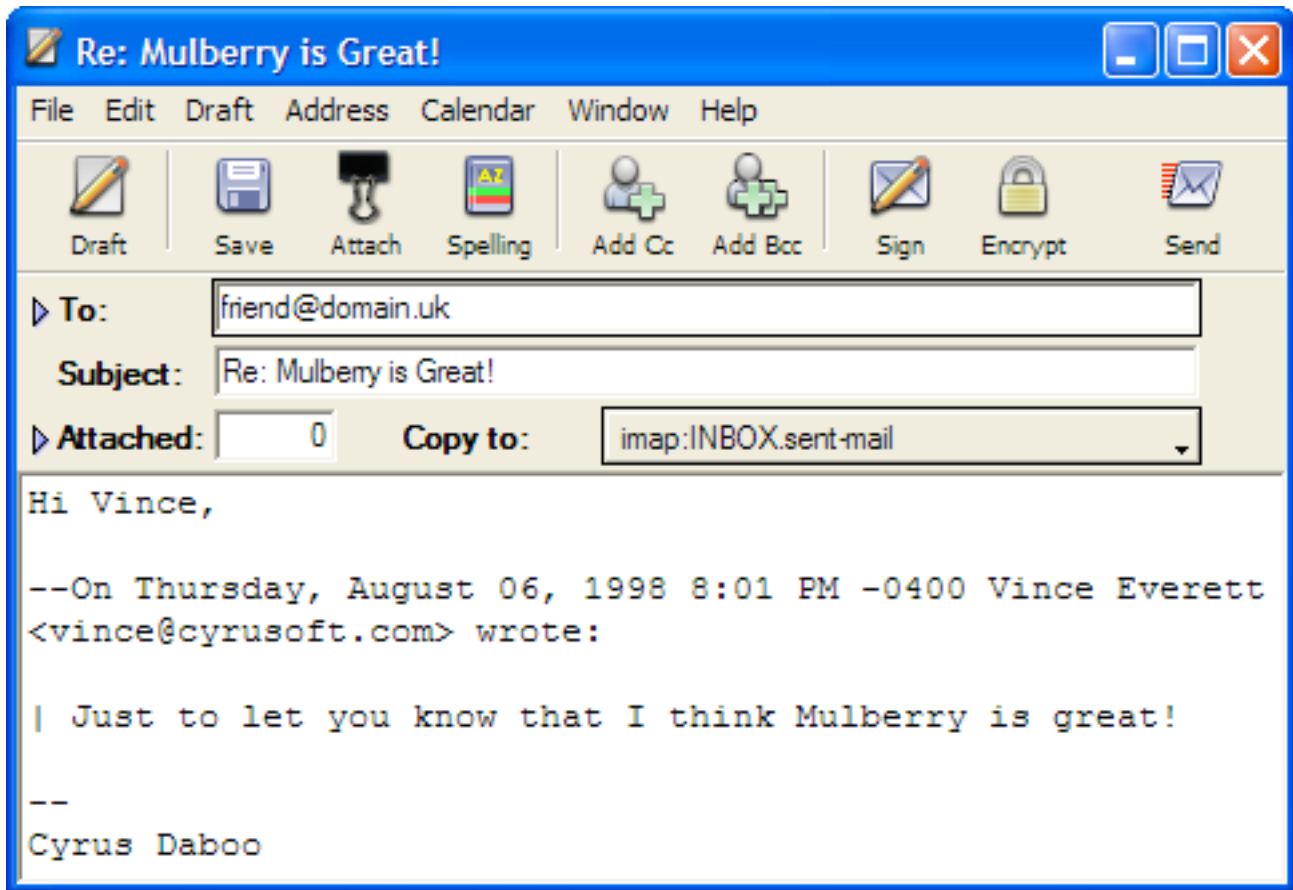 Re: Mulberry is Great!
File Edit Draft Address Calendar Window Help
Draft Save Attach Spelling Add Cc Add Bcc Sign Encrypt Send
To: friend@domain.uk
Subject: Re: Mulberry is Great!
Attached: 0 Copy to: imap:INBOX.sent-mail
Hi Vince,
--On Thursday, August 06, 1998 8:01 PM -0400 Vince Everett
<vince@cyrusoft.com> wrote:
| Just to let you know that I think Mulberry is great!
--
Cyrus Daboo